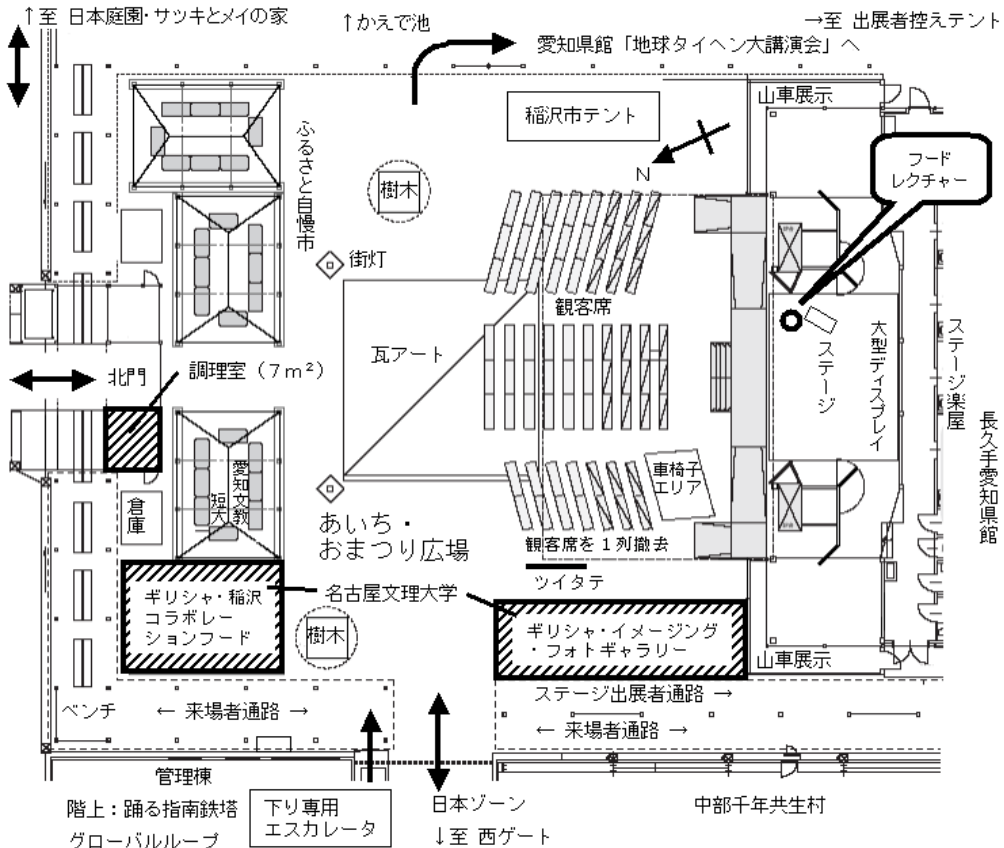 ↑至 日本庭園・サツキとメイの家
↑かえで池
→至 出展者控えテント
愛知県館「地球タイヘン大講演会」へ
山車展示
稲沢市テント
N
フード
レクチャー
ふるさと自慢市
樹木
街灯
観客席
瓦アート
ステージ
大型ディスプレイ
ステージ楽屋
長久手愛知県館
北門
調理室（7㎡）
車椅子
エリア
倉庫
愛知文教
短大
あいち・
おまつり広場
観客席を１列撤去
ツイタテ
名古屋文理大学
ギリシャ・稲沢
コラボレー
ションフード
樹木
ギリシャ・イメージング
・フォトギャラリー
山車展示
ステージ出展者通路 →
ベンチ
← 来場者通路 →
← 来場者通路 →
管理棟
階上：踊る指南鉄塔
グローバルループ
下り専用
エスカレータ
日本ゾーン
↓至 西ゲート
中部千年共生村